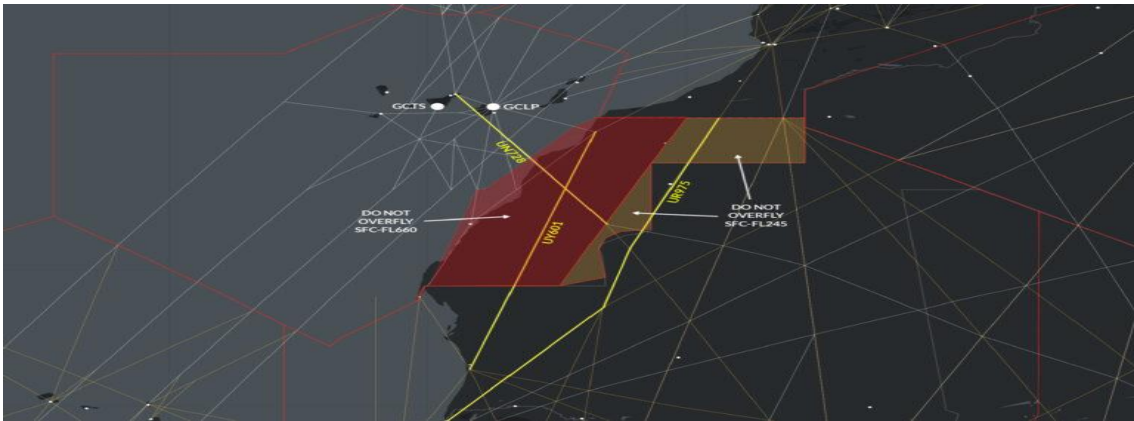 GCTS
GCLP
UN728
UR975
DO NOT
OVERFLY
SFC-FL660
UY601
DO NOT
OVERFLY
SFC-FL245